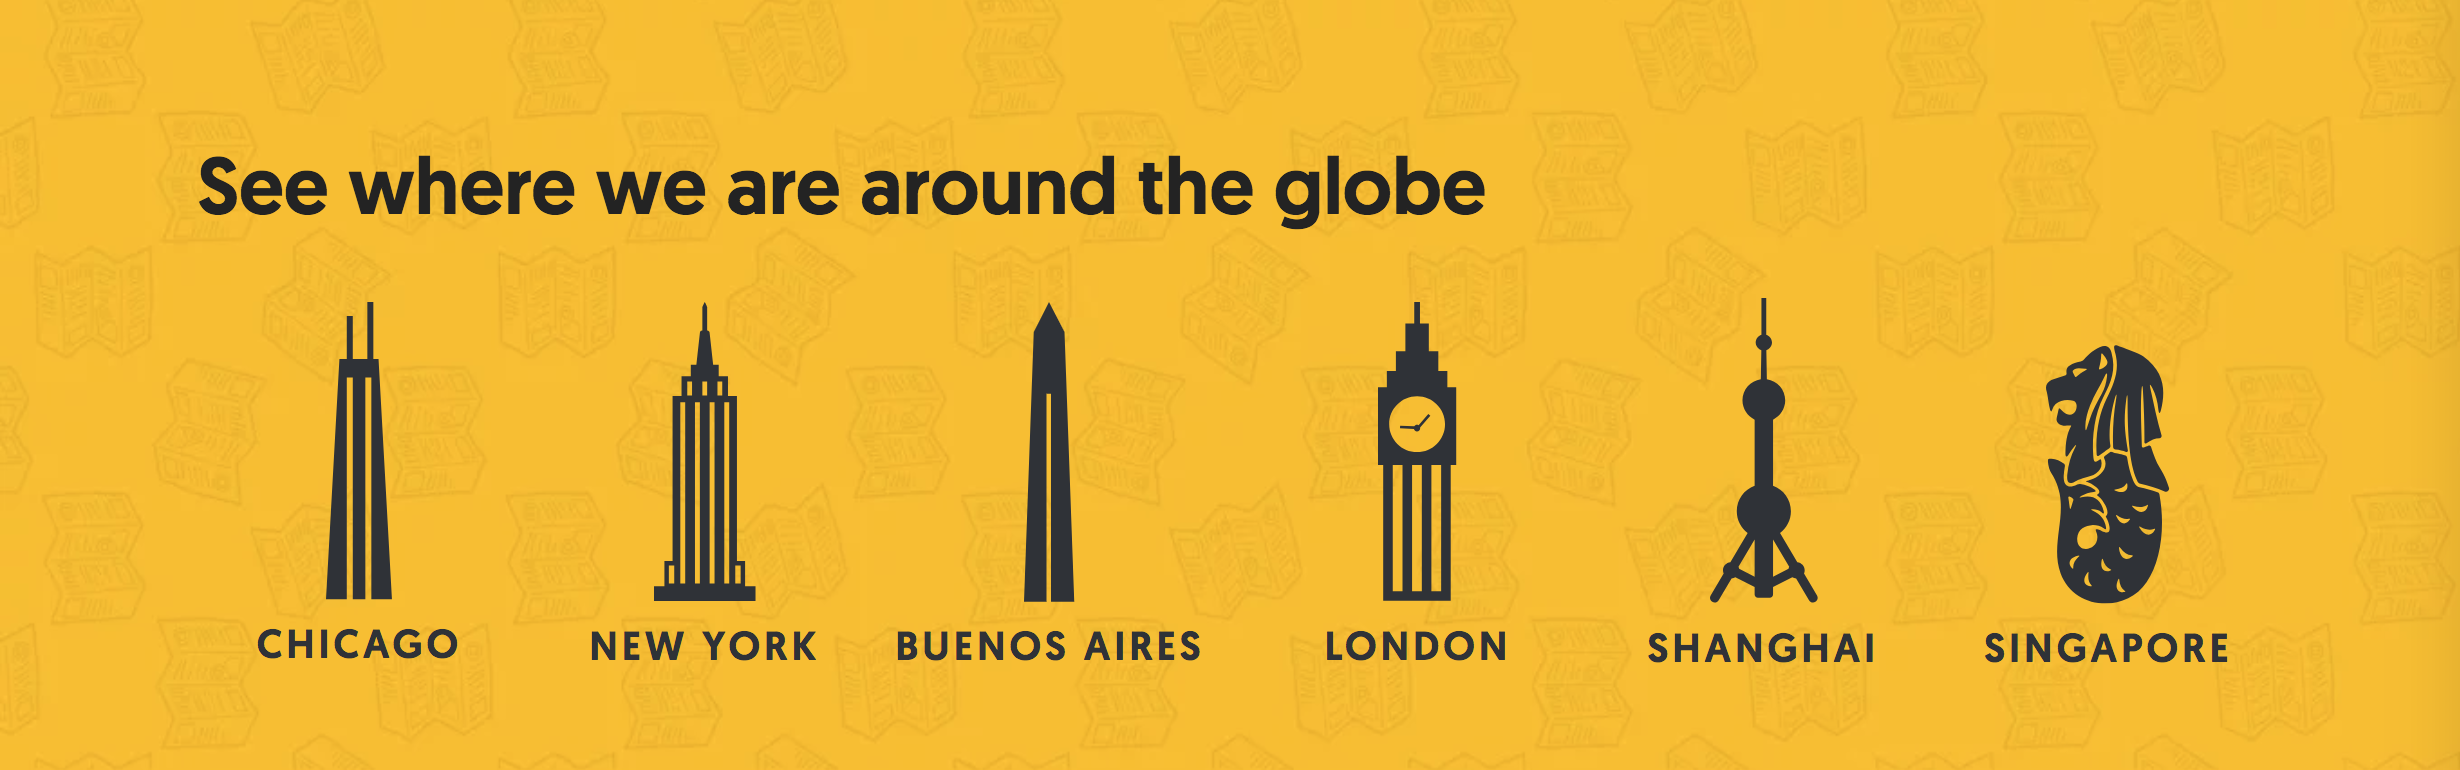 See where we are around the globe
CHICAGO
NEW YORK
BUENOS AIRES
LONDON
SHANGHAI
SINGAPORE